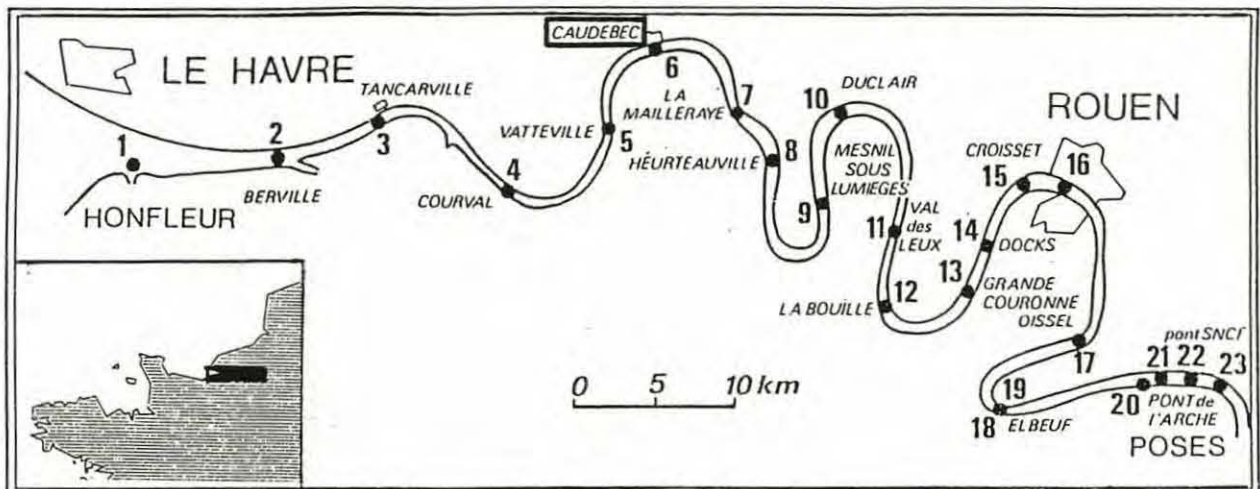 LE HAVRE
HONFLEUR
1
2
BERVILLE
TANCARVILLE
3
4
COURVAL
VATTEVILLE
5
CAUDEBEC
6
LA
MAILLERAYE
7
HÉURTEAUVILLE
8
9
MESNIL
SOUS
LUMIEGES
10
DUCLAIR
11
VAL
des
LEUX
12
LA BOUILLE
13
GRANDE
COURONNE
14
DOCKS
CROISSET
15
ROUEN
16
OISSEL
17
18
19
ELBEUF
20
21
22
23
pont SNCF
PONT de
L'ARCHE
POSES
0 5 10 km